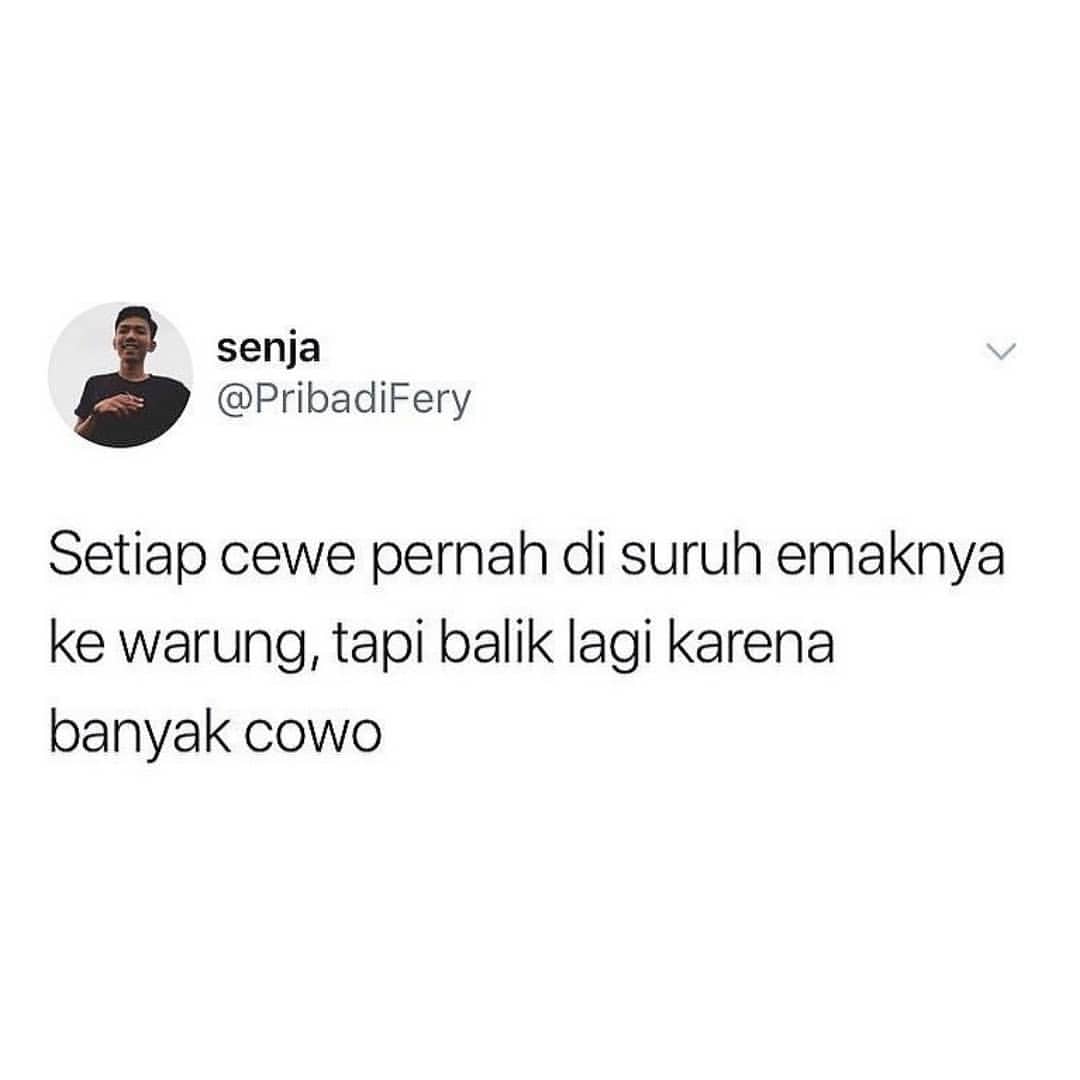 senja
@PribadiFery
Setiap cewe pernah di suruh emaknya
ke warung, tapi balik lagi karena
banyak cowo